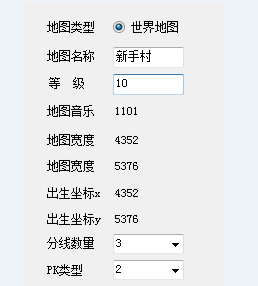 地图类型 世界地图
地图名称 新手村
等 级 10
地图音乐 1101
地图宽度 4352
地图宽度 5376
出生坐标x 4352
出生坐标y 5376
分线数量 3
PK类型 2